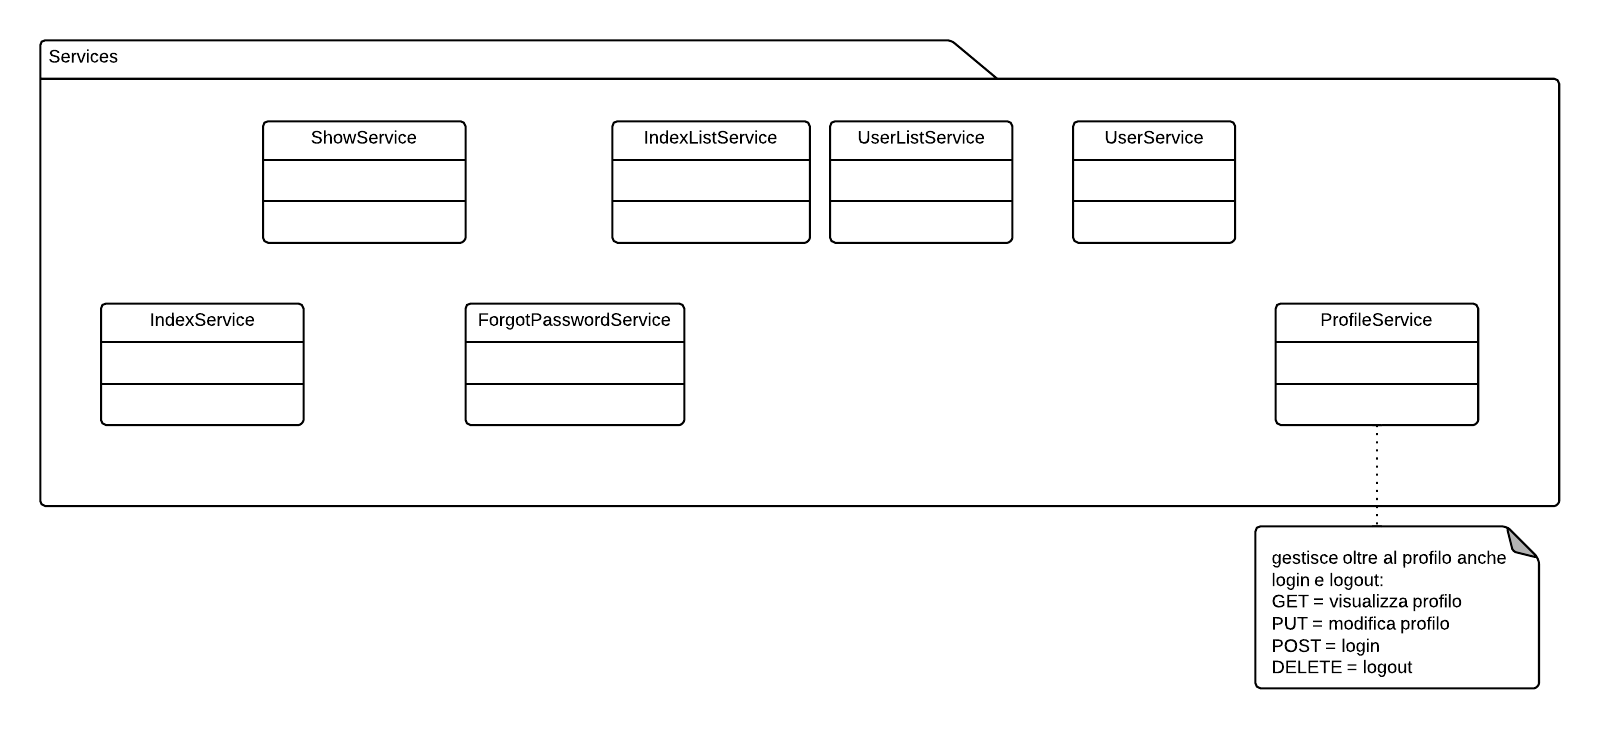 Services
ShowService
IndexListService
UserListService
UserService
IndexService
ForgotPasswordService
ProfileService
gestisce oltre al profilo anche
login e logout:
GET = visualizza profilo
PUT = modifica profilo
POST = login
DELETE = logout